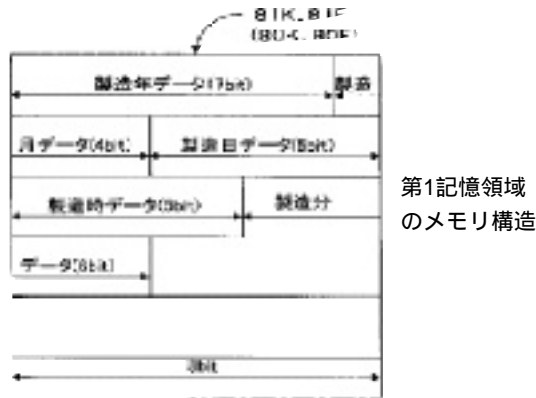 製造年データ(7bit) 製造
月データ(4bit) 製造日データ(5bit)
製造時データ(5bit) 製造分
データ(6bit)
8bit
第1記憶領域
のメモリ構造